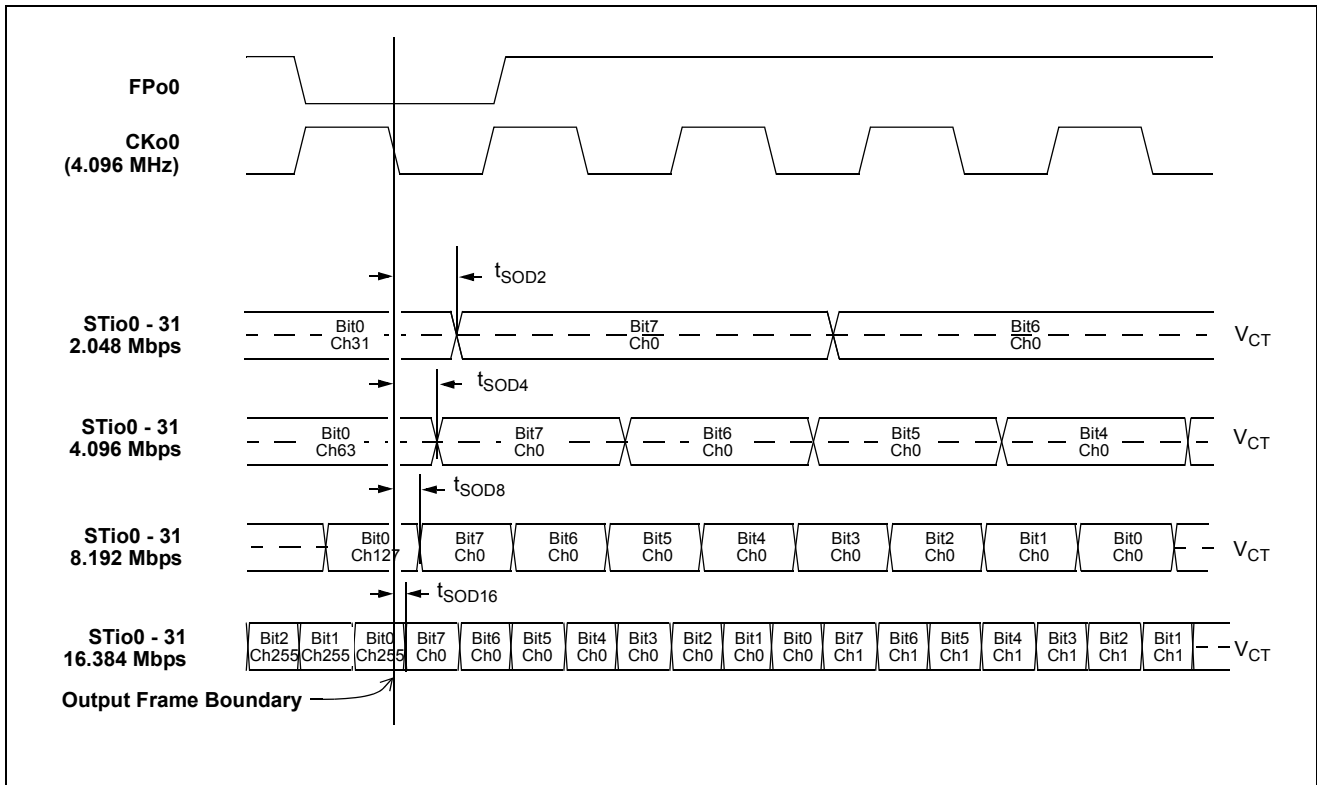 FPo0
CKo0
(4.096 MHz)
tSOD2
STio0 - 31
2.048 Mbps
Bit0
Ch31
Bit7
Ch0
Bit6
Ch0
VCT
tSOD4
STio0 - 31
4.096 Mbps
Bit0
Ch63
Bit7
Ch0
Bit6
Ch0
Bit5
Ch0
Bit4
Ch0
VCT
tSOD8
STio0 - 31
8.192 Mbps
Bit0
Ch127
Bit7
Ch0
Bit6
Ch0
Bit5
Ch0
Bit4
Ch0
Bit3
Ch0
Bit2
Ch0
Bit1
Ch0
Bit0
Ch0
VCT
tSOD16
STio0 - 31
16.384 Mbps
Bit2
Ch255
Bit1
Ch255
Bit0
Ch255
Bit7
Ch0
Bit6
Ch0
Bit5
Ch0
Bit4
Ch0
Bit3
Ch0
Bit2
Ch0
Bit1
Ch0
Bit0
Ch0
Bit7
Ch1
Bit6
Ch1
Bit5
Ch1
Bit4
Ch1
Bit3
Ch1
Bit2
Ch1
Bit1
Ch1
VCT
Output Frame Boundary